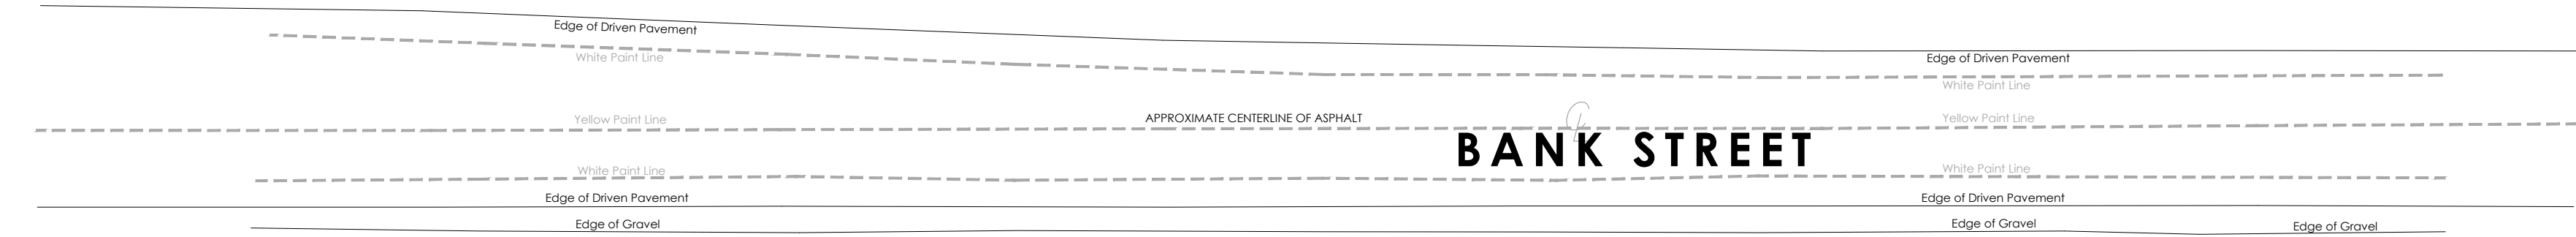 Edge of Driven Pavement
White Paint Line
Edge of Driven Pavement
White Paint Line
Yellow Paint Line
APPROXIMATE CENTERLINE OF ASPHALT
Yellow Paint Line
BANK STREET
White Paint Line
White Paint Line
Edge of Driven Pavement
Edge of Driven Pavement
Edge of Gravel
Edge of Gravel
Edge of Gravel